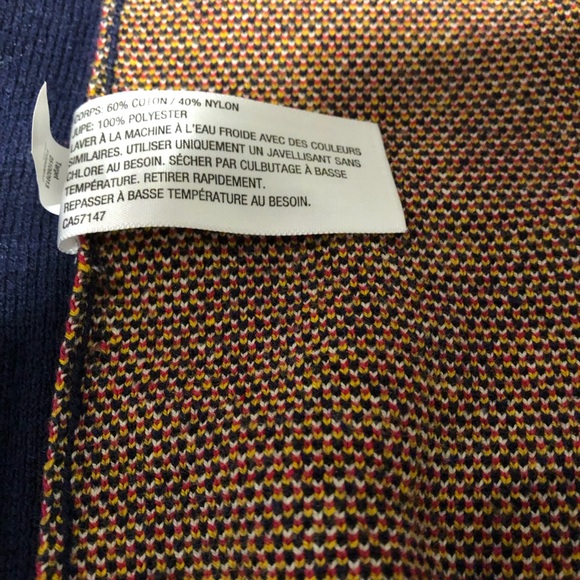 CORPS: 60% COTON / 40% NYLON
JUPE: 100% POLYESTER
LAVER À LA MACHINE À L'EAU FROIDE AVEC DES COULEURS
SIMILAIRES. UTILISER UNIQUEMENT UN JAVELLISANT SANS
CHLORE AU BESOIN. SÉCHER PAR CULBUTAGE À BASSE
TEMPÉRATURE. RETIRER RAPIDEMENT.
REPASSER À BASSE TEMPÉRATURE AU BESOIN.
CA57147
Target